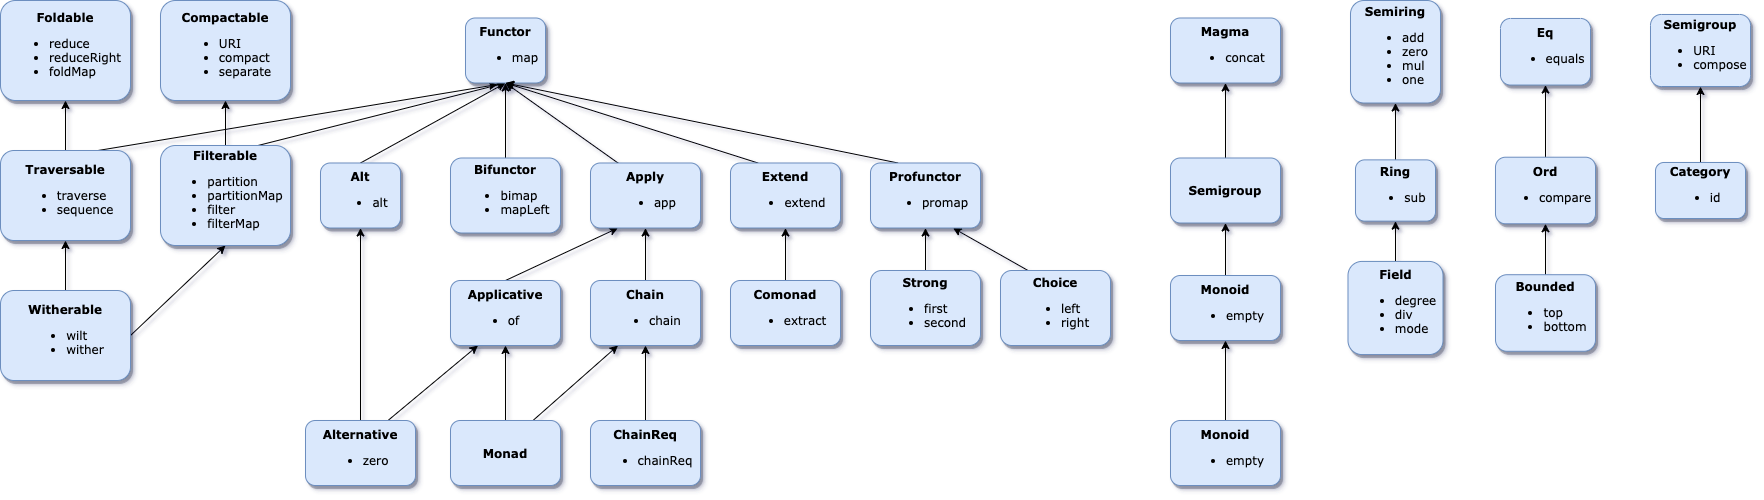 Foldable
reduce
reduceRight
foldMap
Compactable
URI
compact
separate
Functor
map
Magma
concat
Semiring
add
zero
mul
one
Eq
equals
Semigroup
URI
compose
Traversable
traverse
sequence
Filterable
partition
partitionMap
filter
filterMap
Alt
alt
Bifunctor
bimap
mapLeft
Apply
app
Extend
extend
Profunctor
promap
Semigroup
Ring
sub
Ord
compare
Category
id
Witherable
wilt
wither
Applicative
of
Chain
chain
Comonad
extract
Strong
first
second
Choice
left
right
Monoid
empty
Field
degree
div
mode
Bounded
top
bottom
Alternative
zero
Monad
ChainReq
chainReq
Monoid
empty